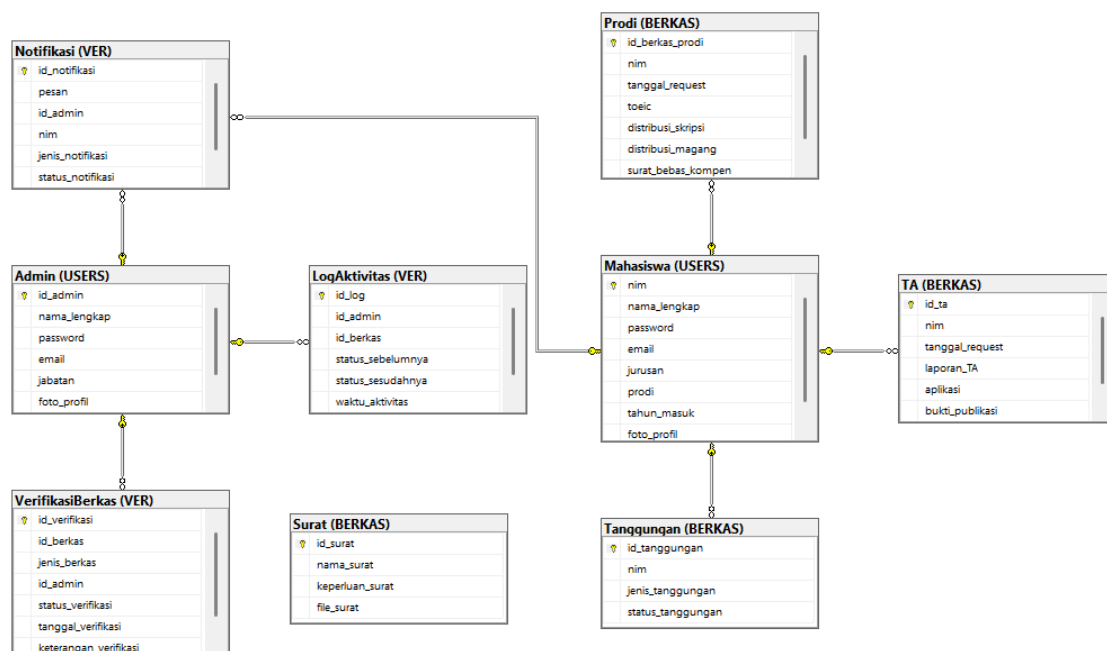 Notifikasi (VER)
id_notifikasi
pesan
id_admin
nim
jenis_notifikasi
status_notifikasi
Prodi (BERKAS)
id_berkas_prodi
nim
tanggal_request
toeic
distribusi_skripsi
distribusi_magang
surat_bebas_kompen
Admin (USERS)
id_admin
nama_lengkap
password
email
jabatan
foto_profil
LogAktivitas (VER)
id_log
id_admin
id_berkas
status_sebelumnya
status_sesudahnya
waktu_aktivitas
Mahasiswa (USERS)
nim
nama_lengkap
password
email
jurusan
prodi
tahun_masuk
foto_profil
TA (BERKAS)
id_ta
nim
tanggal_request
laporan_TA
aplikasi
bukti_publikasi
VerifikasiBerkas (VER)
id_verifikasi
id_berkas
jenis_berkas
id_admin
status_verifikasi
tanggal_verifikasi
keterangan_verifikasi
Surat (BERKAS)
id_surat
nama_surat
keperluan_surat
file_surat
Tanggungan (BERKAS)
id_tanggungan
nim
jenis_tanggungan
status_tanggungan